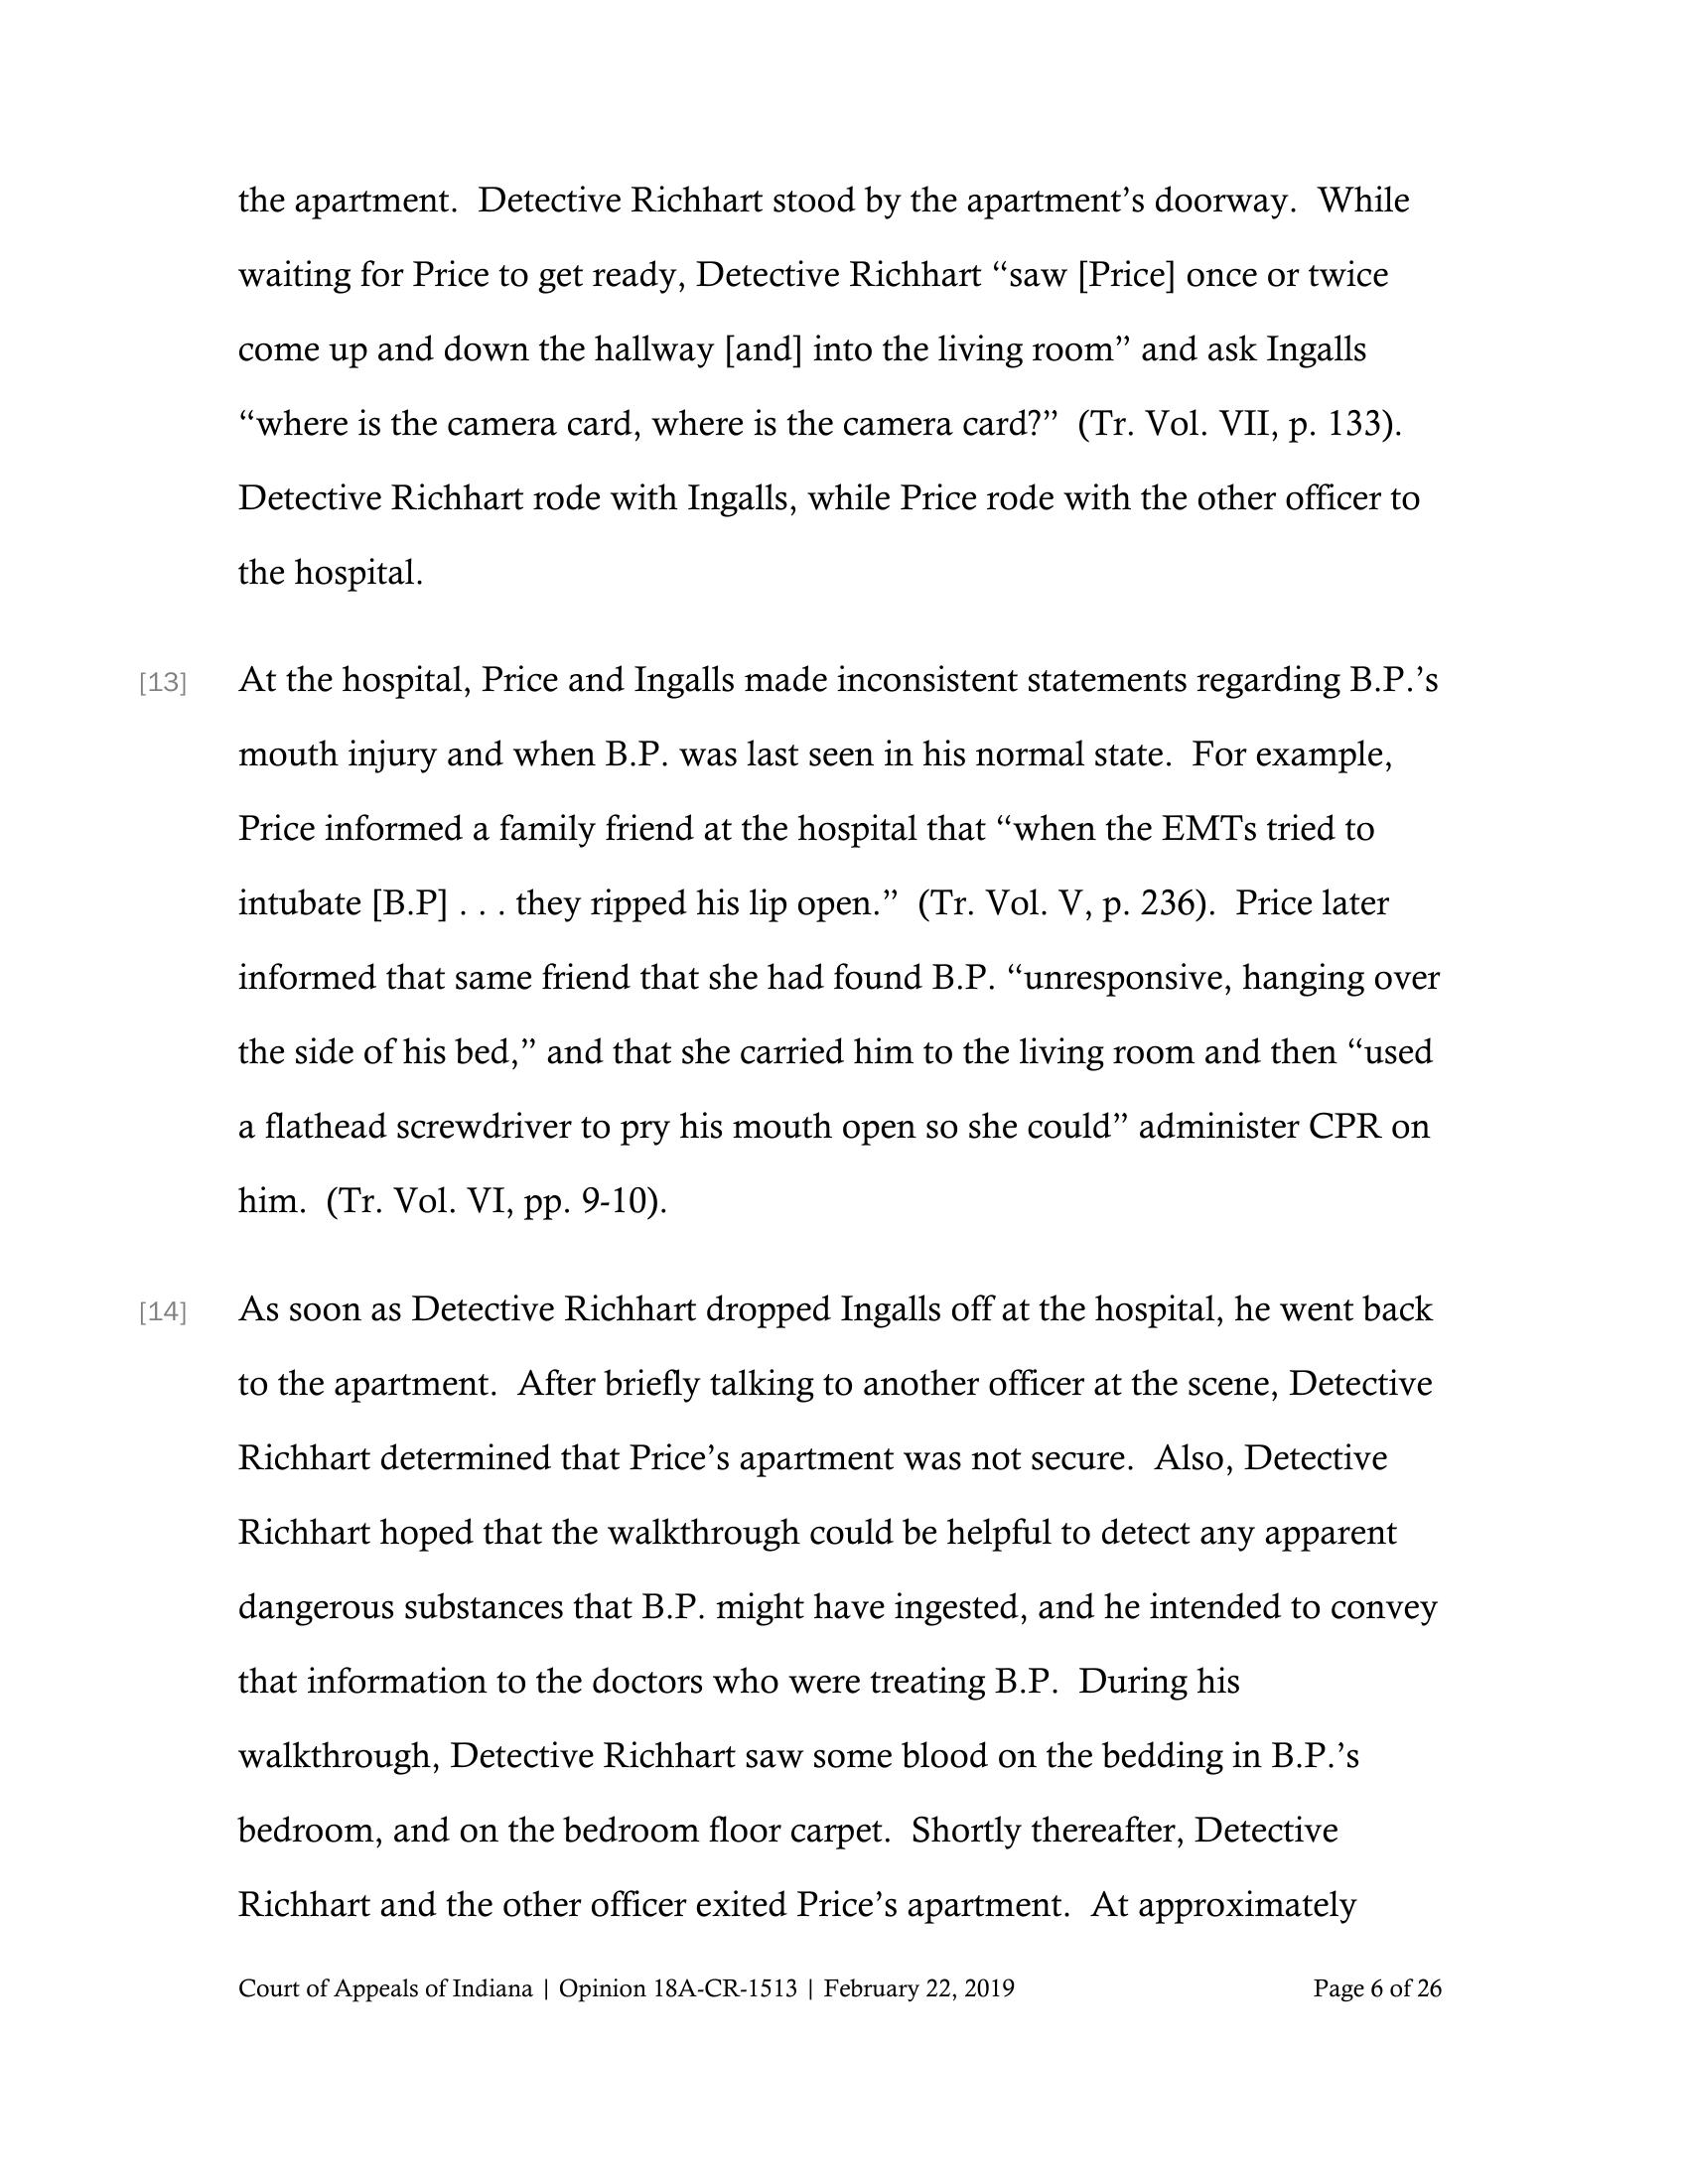 the apartment.  Detective Richhart stood by the apartment’s doorway.  While
waiting for Price to get ready, Detective Richhart “saw [Price] once or twice
come up and down the hallway [and] into the living room” and ask Ingalls
“where is the camera card, where is the camera card?”  (Tr. Vol. VII, p. 133).
Detective Richhart rode with Ingalls, while Price rode with the other officer to
the hospital.
[13] At the hospital, Price and Ingalls made inconsistent statements regarding B.P.’s
mouth injury and when B.P. was last seen in his normal state.  For example,
Price informed a family friend at the hospital that “when the EMTs tried to
intubate [B.P] . . . they ripped his lip open.”  (Tr. Vol. V, p. 236).  Price later
informed that same friend that she had found B.P. “unresponsive, hanging over
the side of his bed,” and that she carried him to the living room and then “used
a flathead screwdriver to pry his mouth open so she could” administer CPR on
him.  (Tr. Vol. VI, pp. 9-10).
[14] As soon as Detective Richhart dropped Ingalls off at the hospital, he went back
to the apartment.  After briefly talking to another officer at the scene, Detective
Richhart determined that Price’s apartment was not secure.  Also, Detective
Richhart hoped that the walkthrough could be helpful to detect any apparent
dangerous substances that B.P. might have ingested, and he intended to convey
that information to the doctors who were treating B.P.  During his
walkthrough, Detective Richhart saw some blood on the bedding in B.P.’s
bedroom, and on the bedroom floor carpet.  Shortly thereafter, Detective
Richhart and the other officer exited Price’s apartment.  At approximately
Court of Appeals of Indiana | Opinion 18A-CR-1513 | February 22, 2019 Page 6 of 26